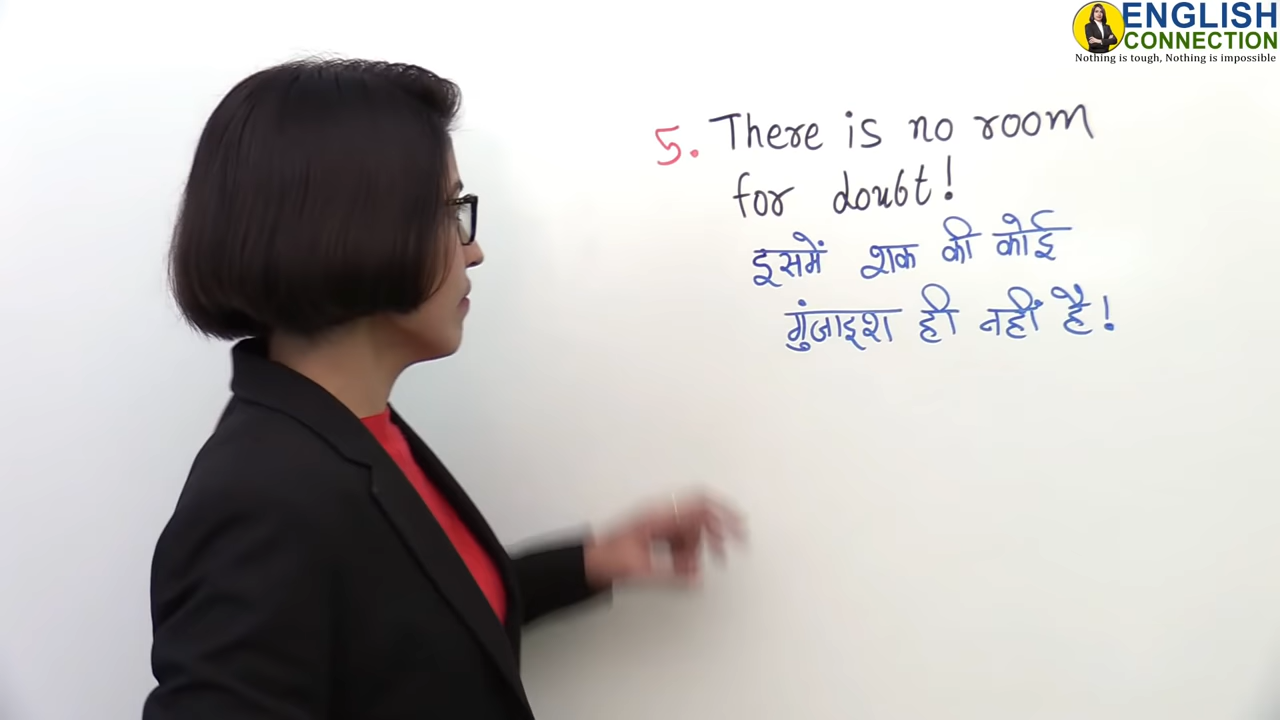 ENGLISH
CONNECTION
Nothing is tough, Nothing is impossible
5. There is no room
for doubt!
इसमें शक की कोई
गुंजाइश ही नहीं है!